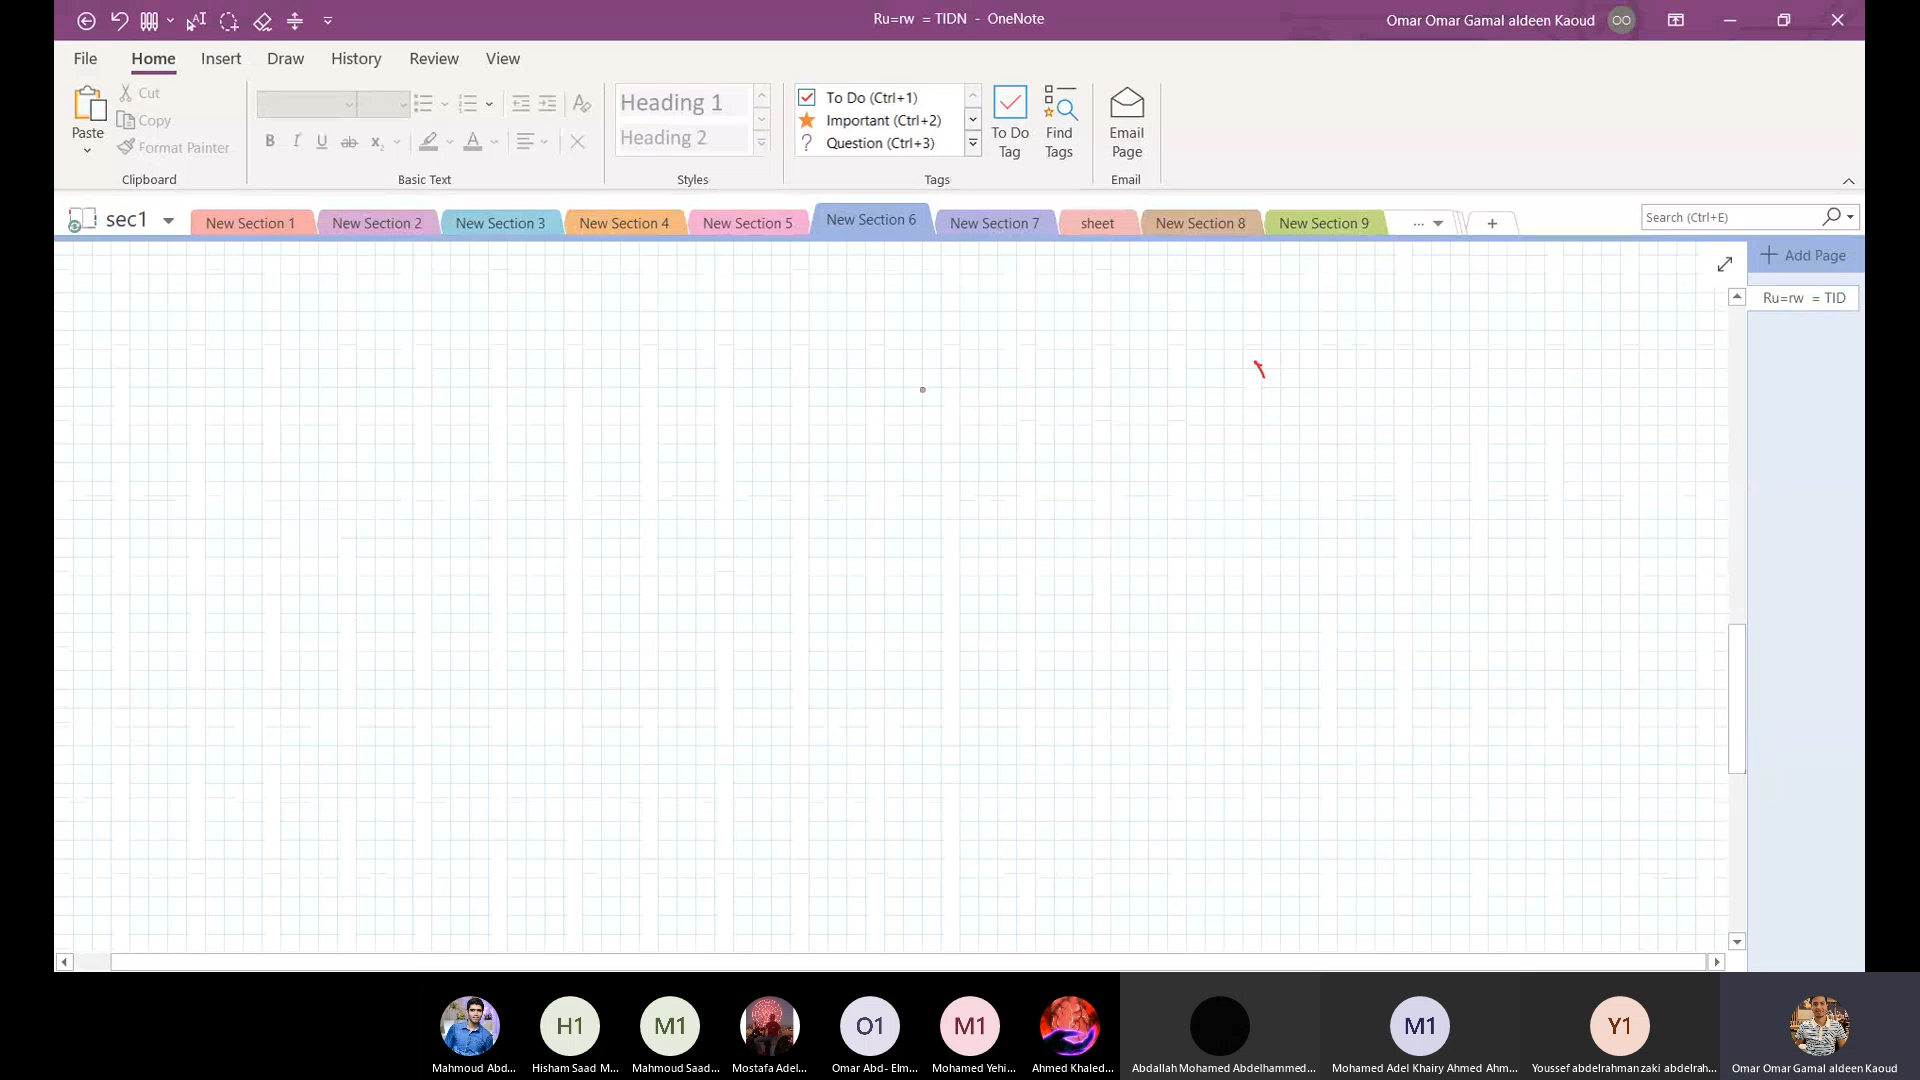 Ru=rw  = TIDN  -  OneNote
Omar Omar Gamal aldeen Kaoud
OO
File
Home
Insert
Draw
History
Review
View
Paste
Cut
Copy
Format Painter
Clipboard
Basic Text
Heading 1
Heading 2
Styles
To Do (Ctrl+1)
Important (Ctrl+2)
Question (Ctrl+3)
To Do
Tag
Find
Tags
Tags
Email
Page
Email
sec1
New Section 1
New Section 2
New Section 3
New Section 4
New Section 5
New Section 6
New Section 7
sheet
New Section 8
New Section 9
...
Search (Ctrl+E)
Add Page
Ru=rw  = TID
H1
M1
O1
M1
M1
Y1
Mahmoud Abd...
Hisham Saad M...
Mahmoud Saad...
Mostafa Adel...
Omar Abd- Elm...
Mohamed Yehi...
Ahmed Khaled...
Abdallah Mohamed Abdelhammed...
Mohamed Adel Khairy Ahmed Ahm...
Youssef abdelrahman zaki abdelrah...
Omar Omar Gamal aldeen Kaoud